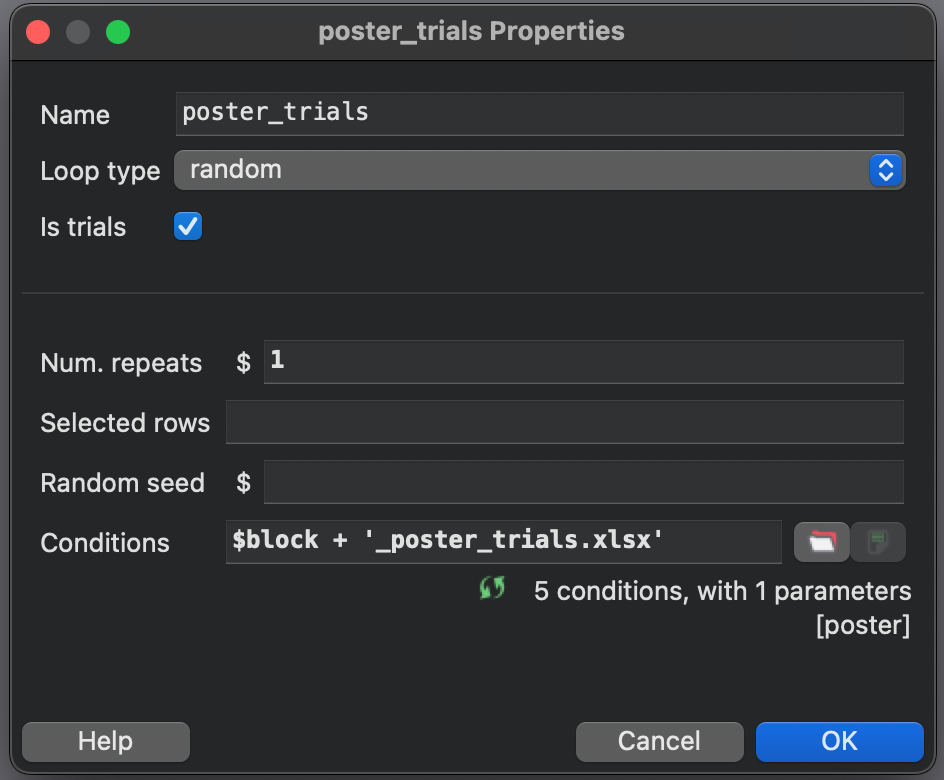 poster_trials Properties
Name poster_trials
Loop type random
Is trials
Num. repeats $ 1
Selected rows
Random seed $
Conditions $block + '_poster_trials.xlsx'
5 conditions, with 1 parameters
[poster]
Help Cancel OK